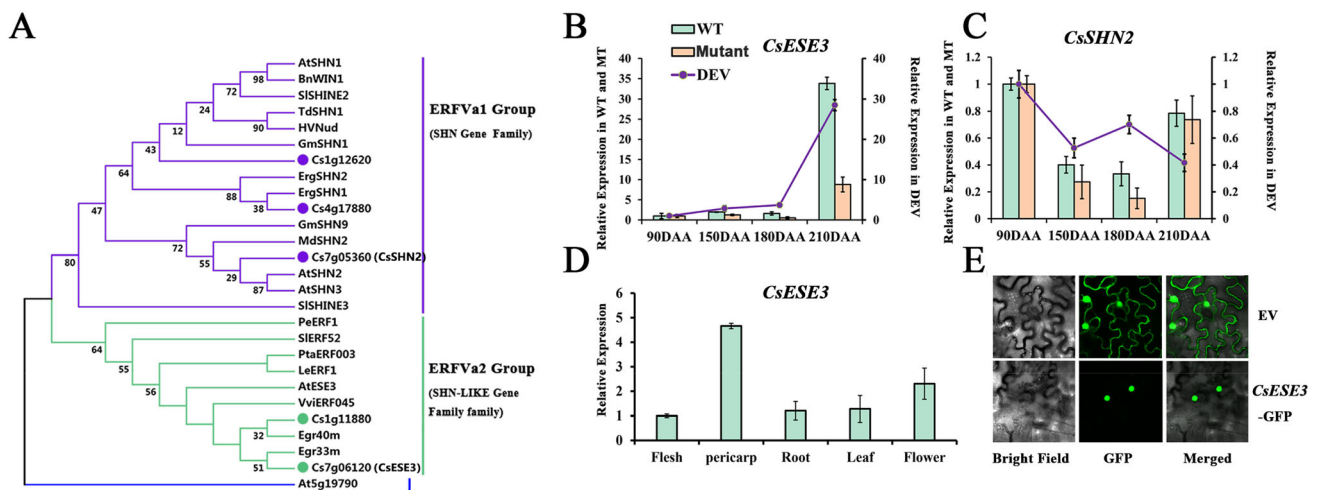 A
AtSHN1
98
BnWIN1
72
SlSHINE2
24
TdSHN1
12
90
HVNud
43
GmSHN1
Cs1g12620
64
ErgSHN2
88
ErgSHN1
47
38
Cs4g17880
GmSHN9
72
MdSHN2
80
55
Cs7g05360 (CsSHN2)
29
AtSHN2
87
AtSHN3
SlSHINE3
PeERF1
64
SlERF52
55
PtaERF003
56
LeERF1
AtESE3
VviERF045
Cs1g11880
32
Egr40m
Egr33m
51
Cs7g06120 (CsESE3)
At5g19790
ERFVa1 Group
(SHN Gene Family)
ERFVa2 Group
(SHN-LIKE Gene
Family family)
B
CsESE3
WT
Mutant
DEV
Relative Expression in WT and MT
40
35
30
25
20
15
10
5
0
40
30
20
10
0
Relative Expression in DEV
90DAA 150DAA 180DAA 210DAA
C
CsSHN2
Relative Expression in WT and MT
1.2
1
0.8
0.6
0.4
0.2
0
1.2
1
0.8
0.6
0.4
0.2
0
Relative Expression
in DEV
90DAA 150DAA 180DAA 210DAA
D
CsESE3
Relative Expression
6
5
4
3
2
1
0
Flesh pericarp Root Leaf Flower
E
EV
CsESE3
-GFP
Bright Field GFP Merged